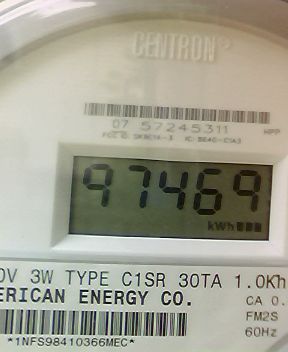 CENTRON®
07 57245311
HPP
97469
kWh
0V 3W TYPE C1SR 30TA 1.0Kh
ERICAN ENERGY CO.
CA 0.
FM2S
60Hz
*1NFS98410366MEC*